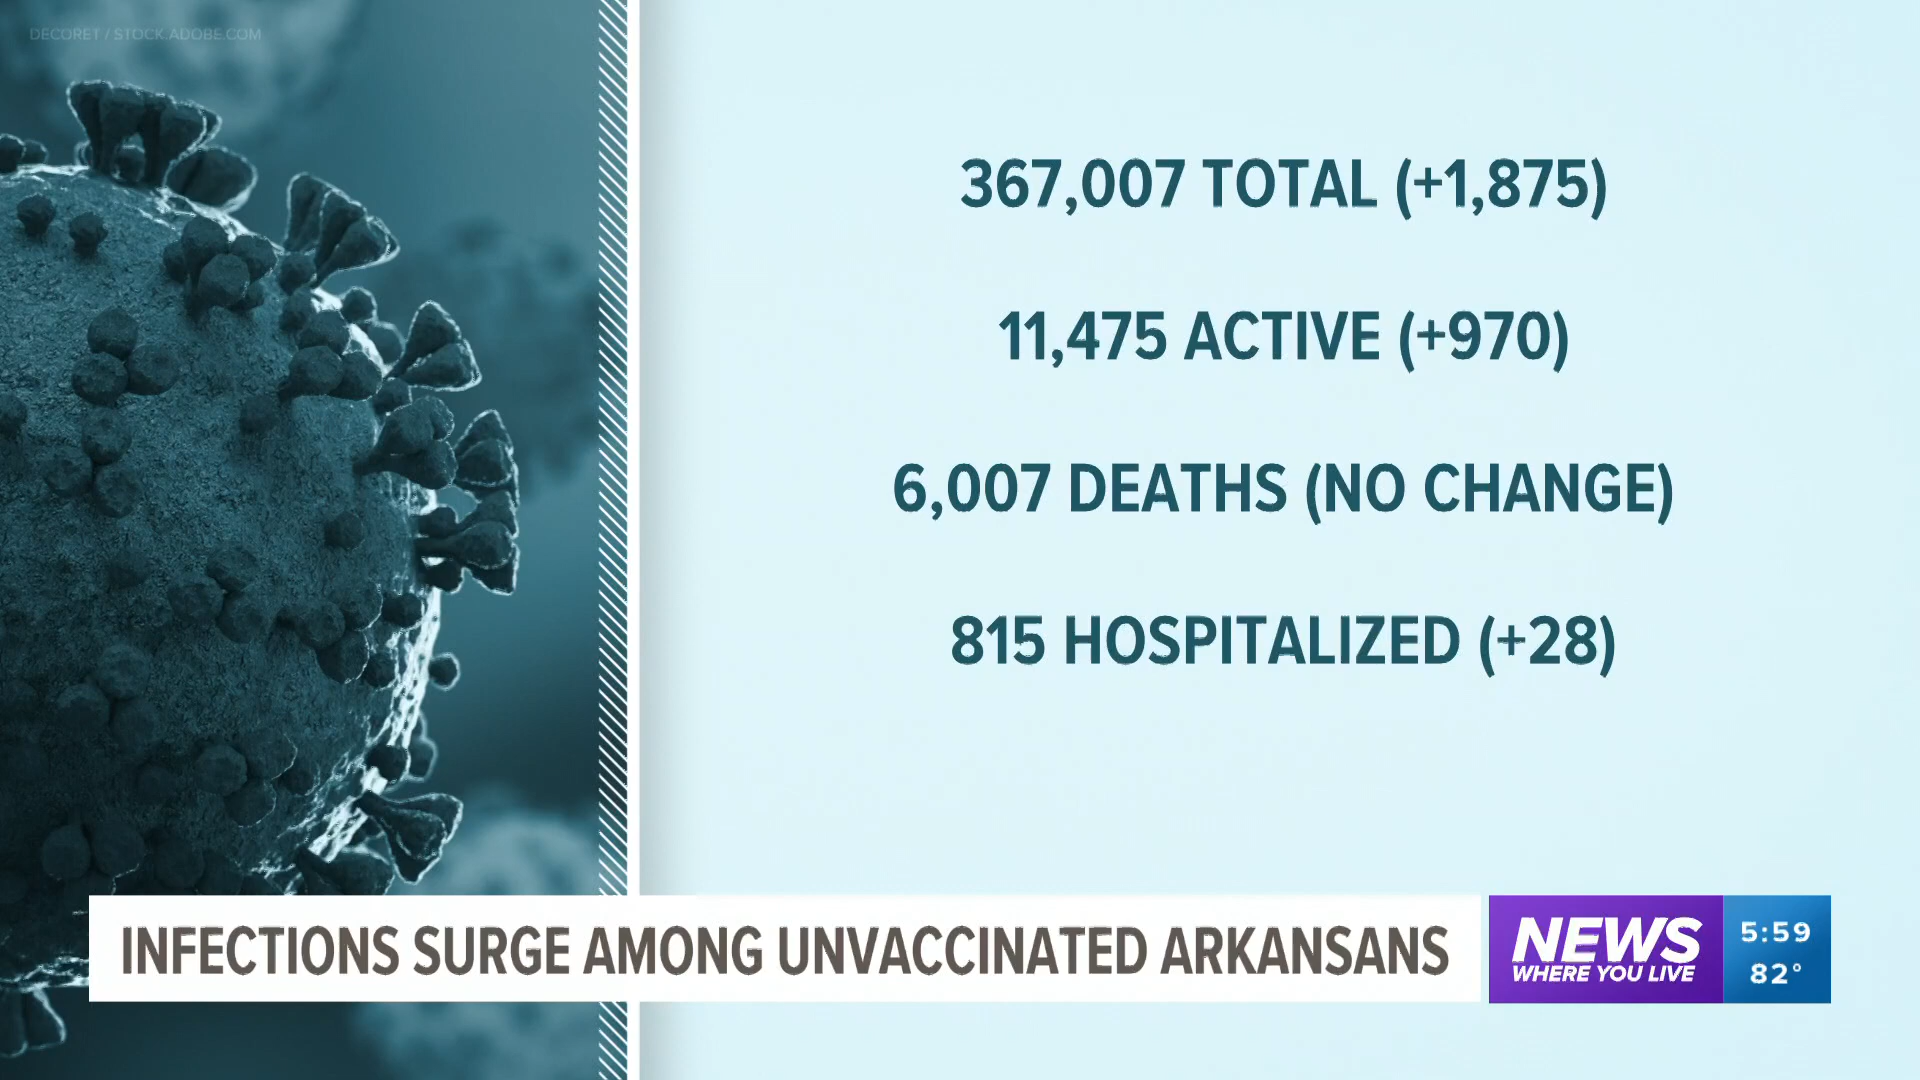 DECORET / STOCK.ADOBE.COM
367,007 TOTAL (+1,875)
11,475 ACTIVE (+970)
6,007 DEATHS (NO CHANGE)
815 HOSPITALIZED (+28)
INFECTIONS SURGE AMONG UNVACCINATED ARKANSANS
NEWS
WHERE YOU LIVE
5:59
82°